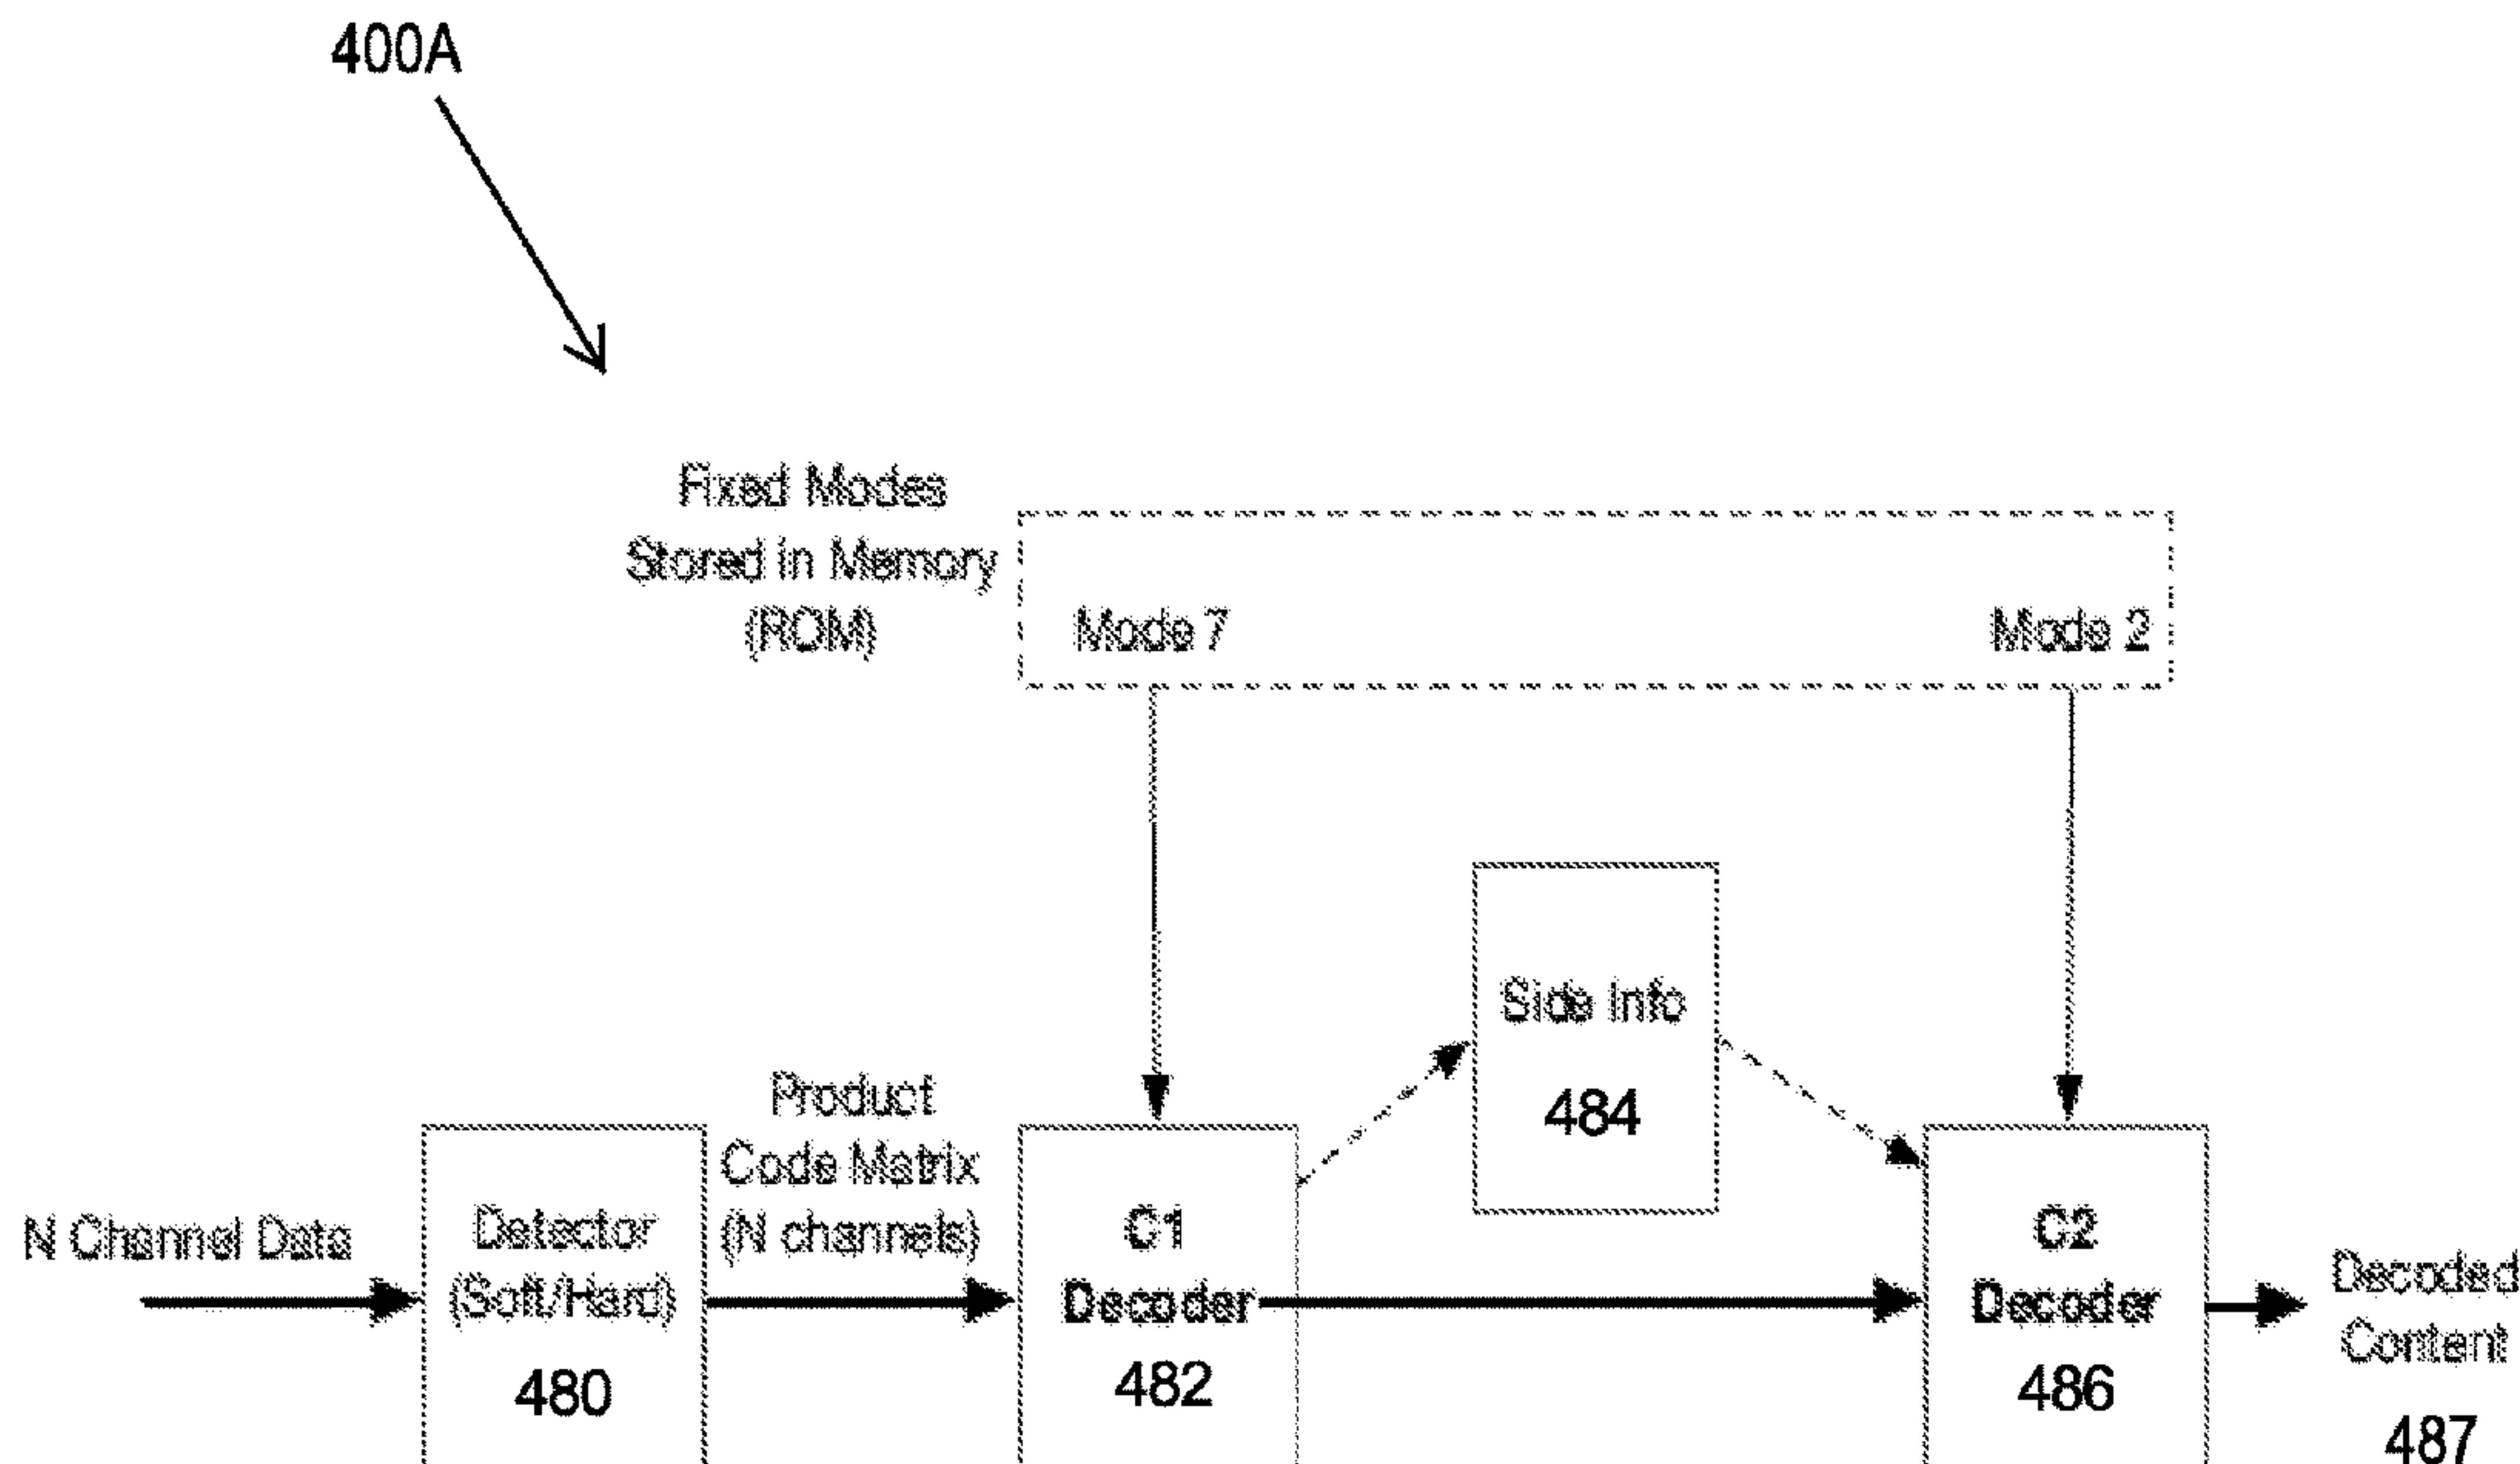 400A
Fixed Modes
Stored in Memory
(ROM)
Mode 7
Mode 2
Side Info
484
Product
Code Matrix
(N channels)
N Channel Data
Detector
(Soft/Hard)
480
C1
Decoder
482
C2
Decoder
486
Decoded
Content
487